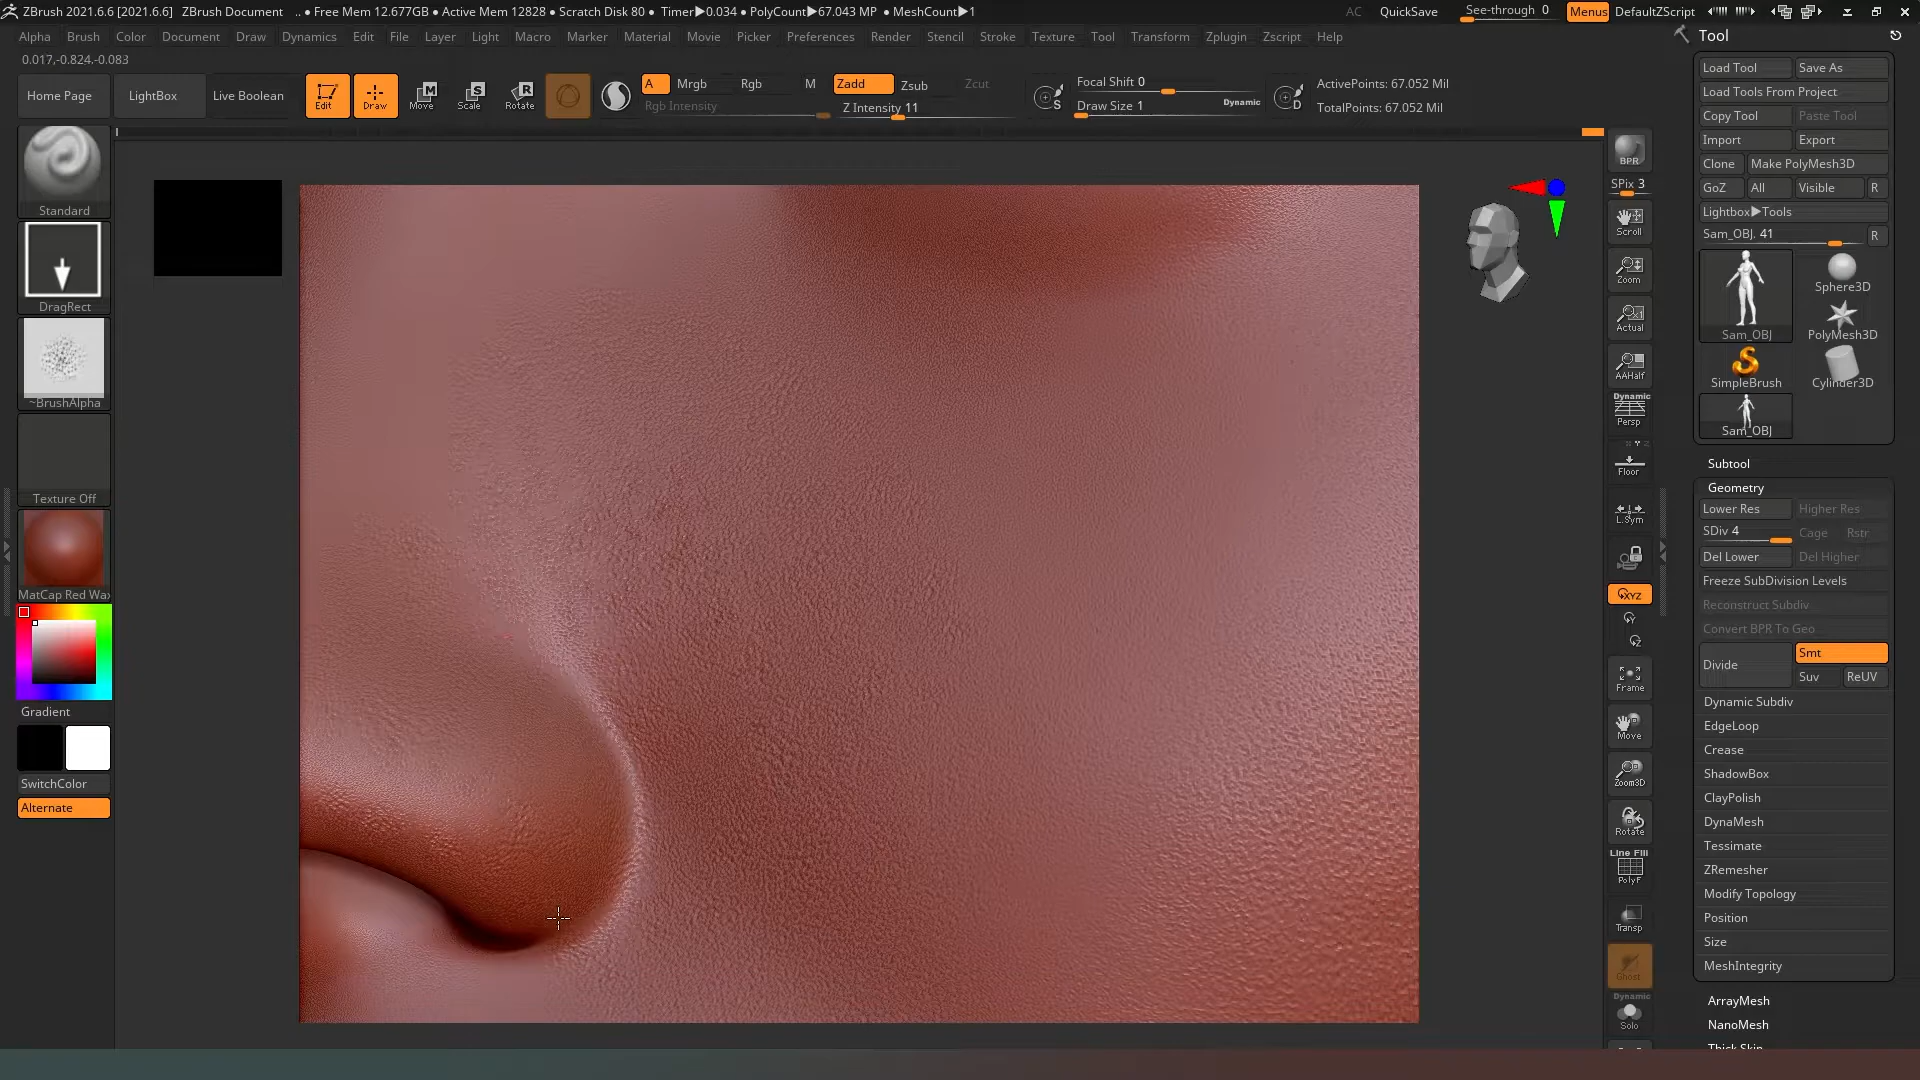 ZBrush 2021.6.6 [2021.6.6] ZBrush Document .. • Free Mem 12.677GB • Active Mem 12828 • Scratch Disk 80 • Timer▶0.034 • PolyCount▶67.043 MP • MeshCount▶1 AC QuickSave See-through 0 Menus DefaultZScript
Alpha Brush Color Document Draw Dynamics Edit File Layer Light Macro Marker Material Movie Picker Preferences Render Stencil Stroke Texture Tool Transform Zplugin Zscript Help
0.017,-0.824,-0.083
Home Page LightBox Live Boolean
Edit Draw Move Scale Rotate
M S R
A Mrgb Rgb M
Rgb Intensity
Zadd Zsub Zcut
Z Intensity 11
S
Focal Shift 0
Draw Size 1 Dynamic
D
ActivePoints: 67.052 Mil
TotalPoints: 67.052 Mil
Standard
DragRect
~BrushAlpha
Texture Off
MatCap Red Wax
Gradient
SwitchColor
Alternate
BPR
SPix 3
Scroll
Zoom
Actual
AAHalf
Dynamic
Persp
Floor
L.Sym
XYZ
Y
Z
Frame
Move
Zoom3D
Rotate
Line Fill
PolyF
Transp
Ghost
Dynamic
Solo
Tool
Load Tool Save As
Load Tools From Project
Copy Tool Paste Tool
Import Export
Clone Make PolyMesh3D
GoZ All Visible R
Lightbox▶Tools
Sam_OBJ. 41 R
Sam_OBJ
Sphere3D
PolyMesh3D
SimpleBrush
Cylinder3D
Sam_OBJ
Subtool
Geometry
Lower Res Higher Res
SDiv 4 Cage Rstr
Del Lower Del Higher
Freeze SubDivision Levels
Reconstruct Subdiv
Convert BPR To Geo
Divide Smt
Suv ReUV
Dynamic Subdiv
EdgeLoop
Crease
ShadowBox
ClayPolish
DynaMesh
Tessimate
ZRemesher
Modify Topology
Position
Size
MeshIntegrity
ArrayMesh
NanoMesh
Thick Skin